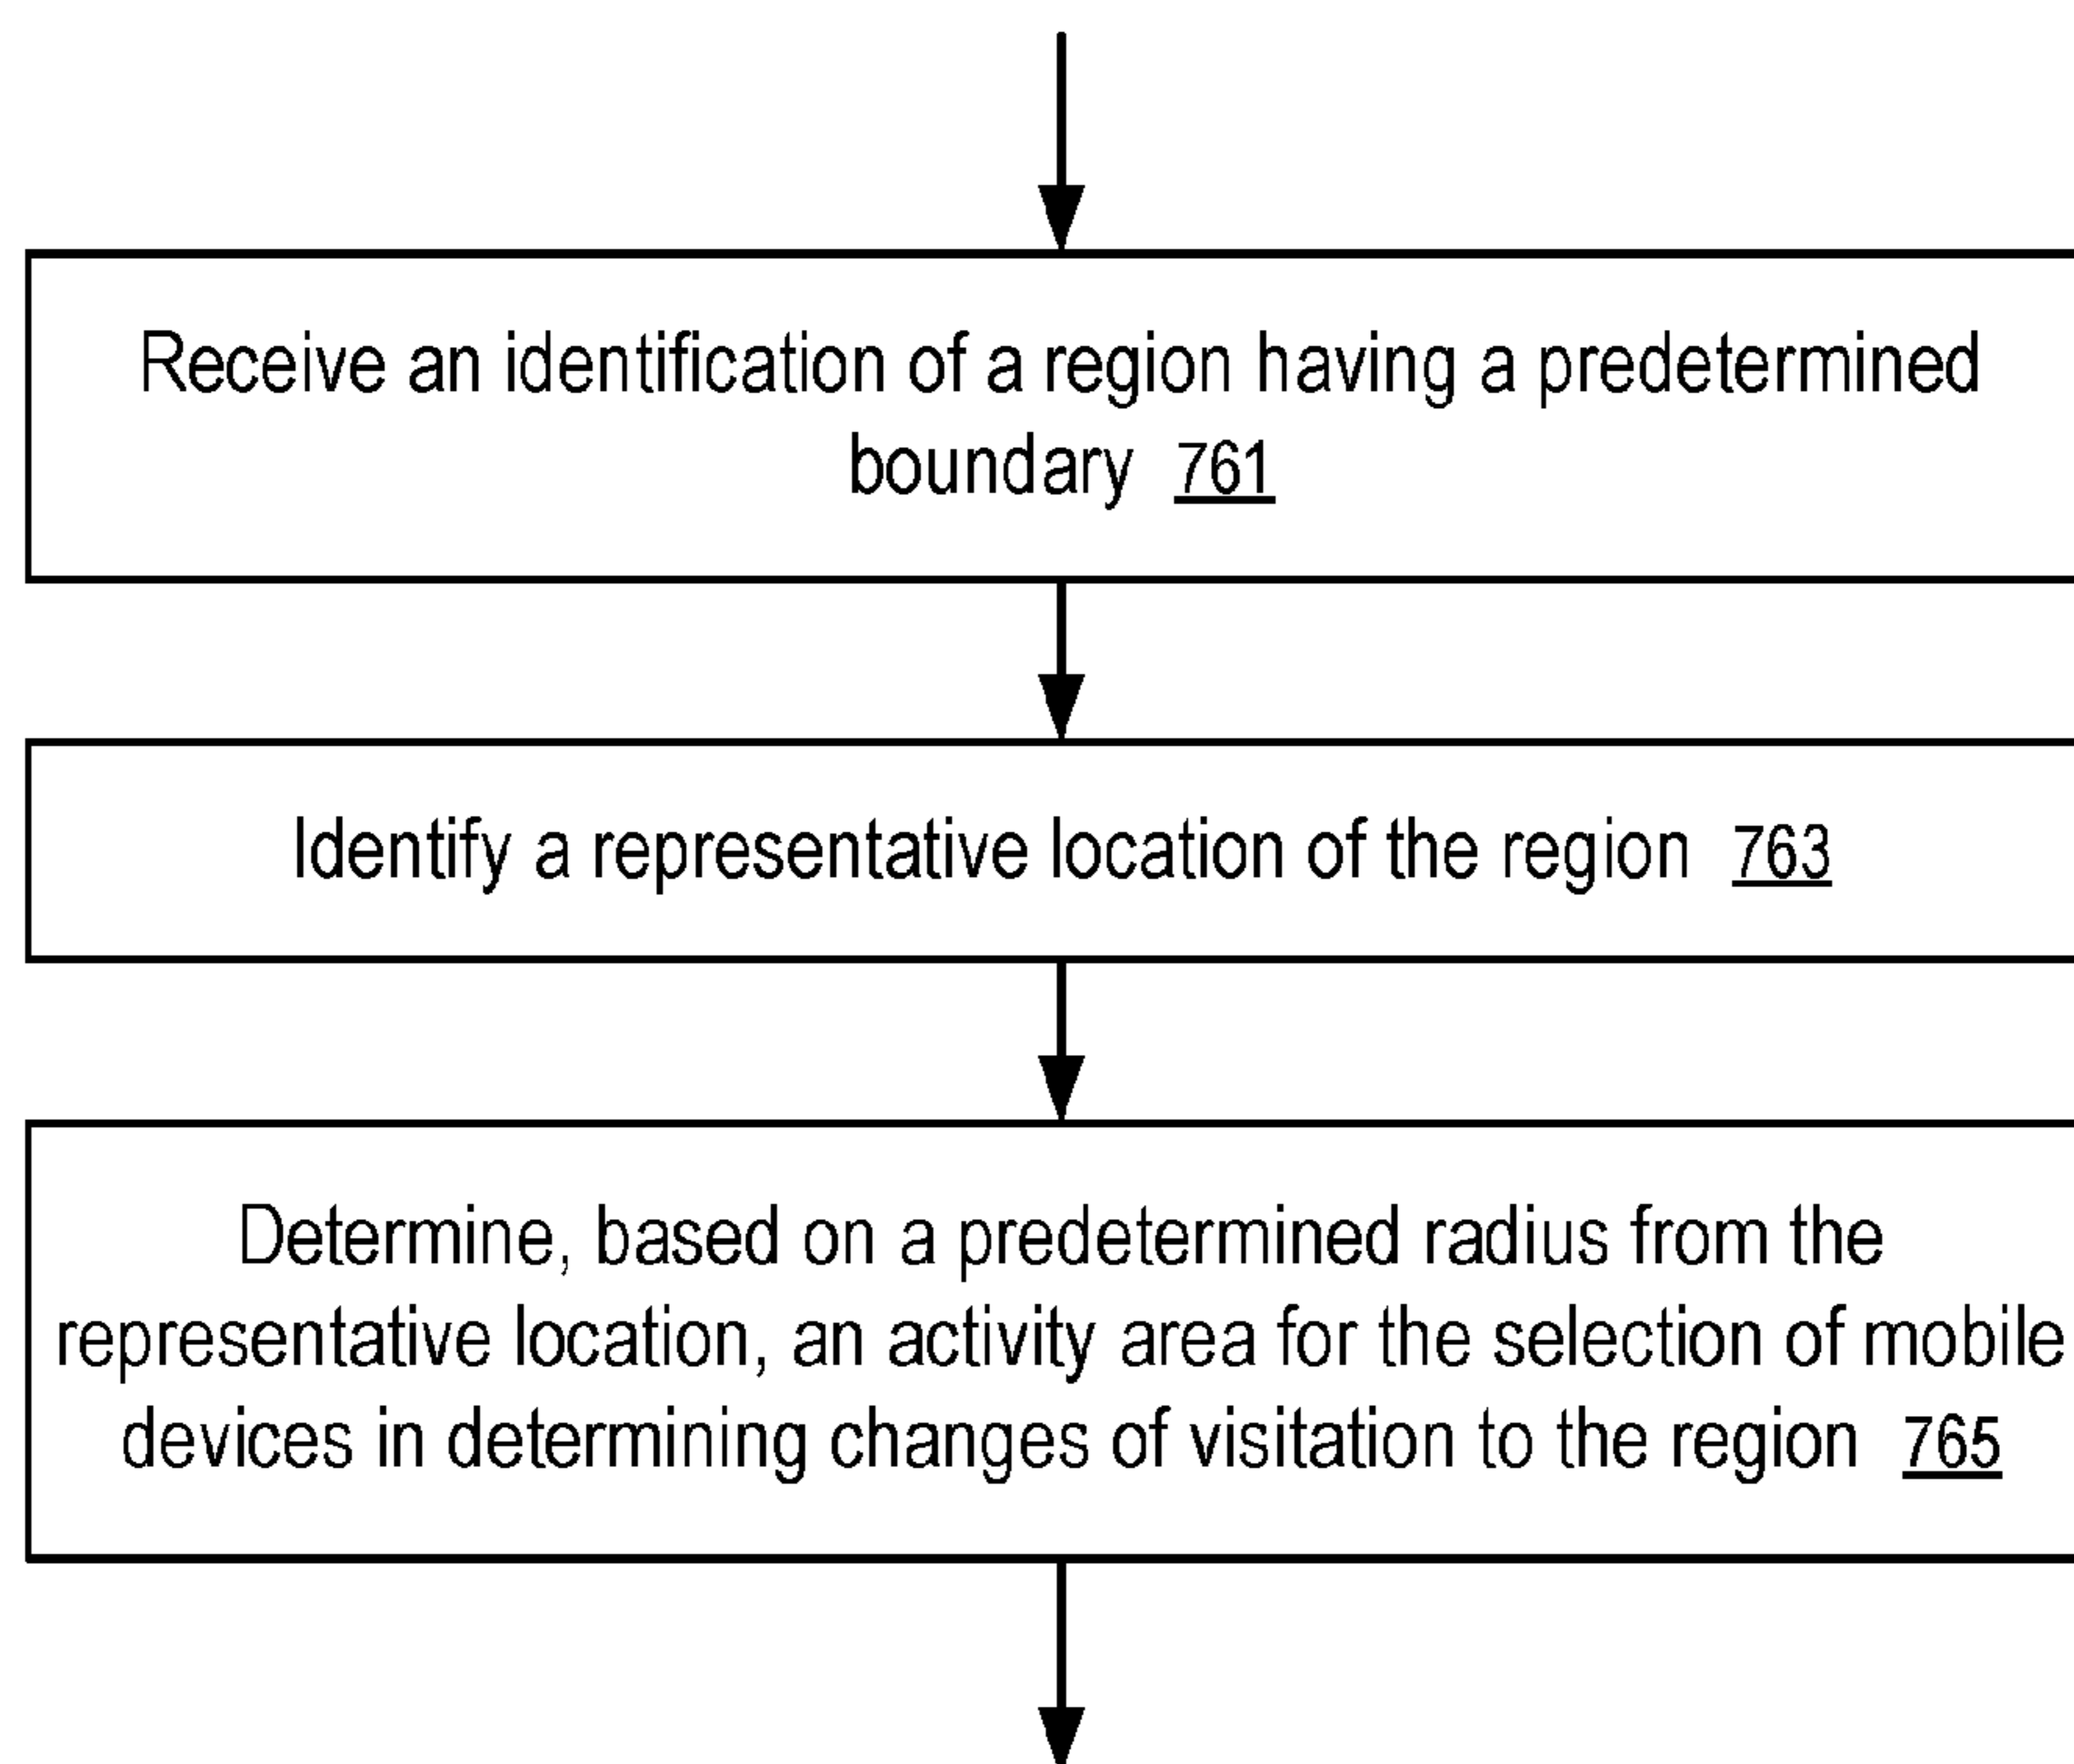 Receive an identification of a region having a predetermined
boundary 761
Identify a representative location of the region 763
Determine, based on a predetermined radius from the
representative location, an activity area for the selection of mobile
devices in determining changes of visitation to the region 765